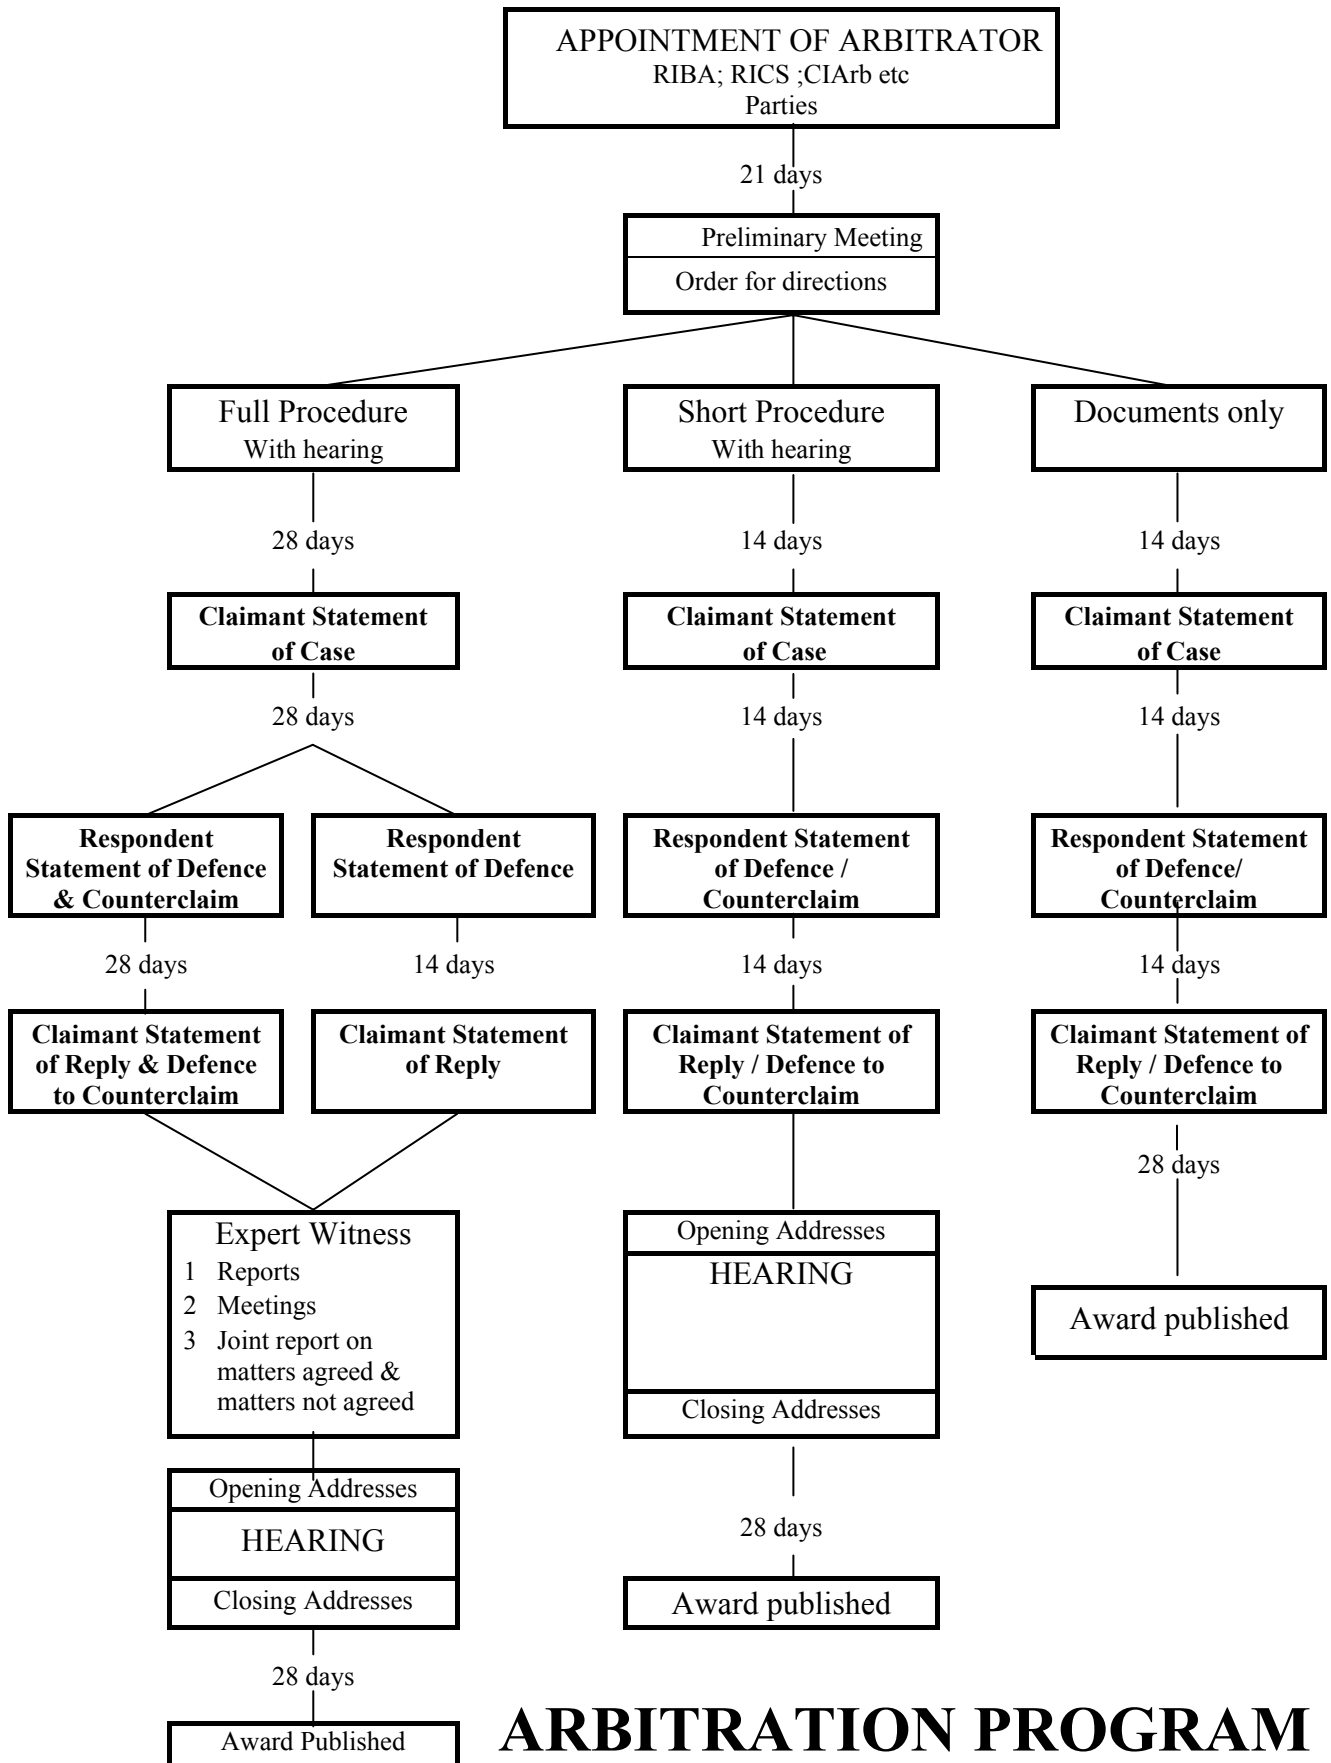 APPOINTMENT OF ARBITRATOR
RIBA; RICS ;CIArb etc
Parties
21 days
Preliminary Meeting
Order for directions
Full Procedure
With hearing
28 days
Claimant Statement
of Case
28 days
Respondent
Statement of Defence
& Counterclaim
28 days
Claimant Statement
of Reply & Defence
to Counterclaim
Respondent
Statement of Defence
14 days
Claimant Statement
of Reply
Expert Witness
1 Reports
2 Meetings
3 Joint report on
matters agreed &
matters not agreed
Opening Addresses
HEARING
Closing Addresses
28 days
Award Published
Short Procedure
With hearing
14 days
Claimant Statement
of Case
14 days
Respondent Statement
of Defence /
Counterclaim
14 days
Claimant Statement of
Reply / Defence to
Counterclaim
Opening Addresses
HEARING
Closing Addresses
28 days
Award published
Documents only
14 days
Claimant Statement
of Case
14 days
Respondent Statement
of Defence/
Counterclaim
14 days
Claimant Statement of
Reply / Defence to
Counterclaim
28 days
Award published
ARBITRATION PROGRAM